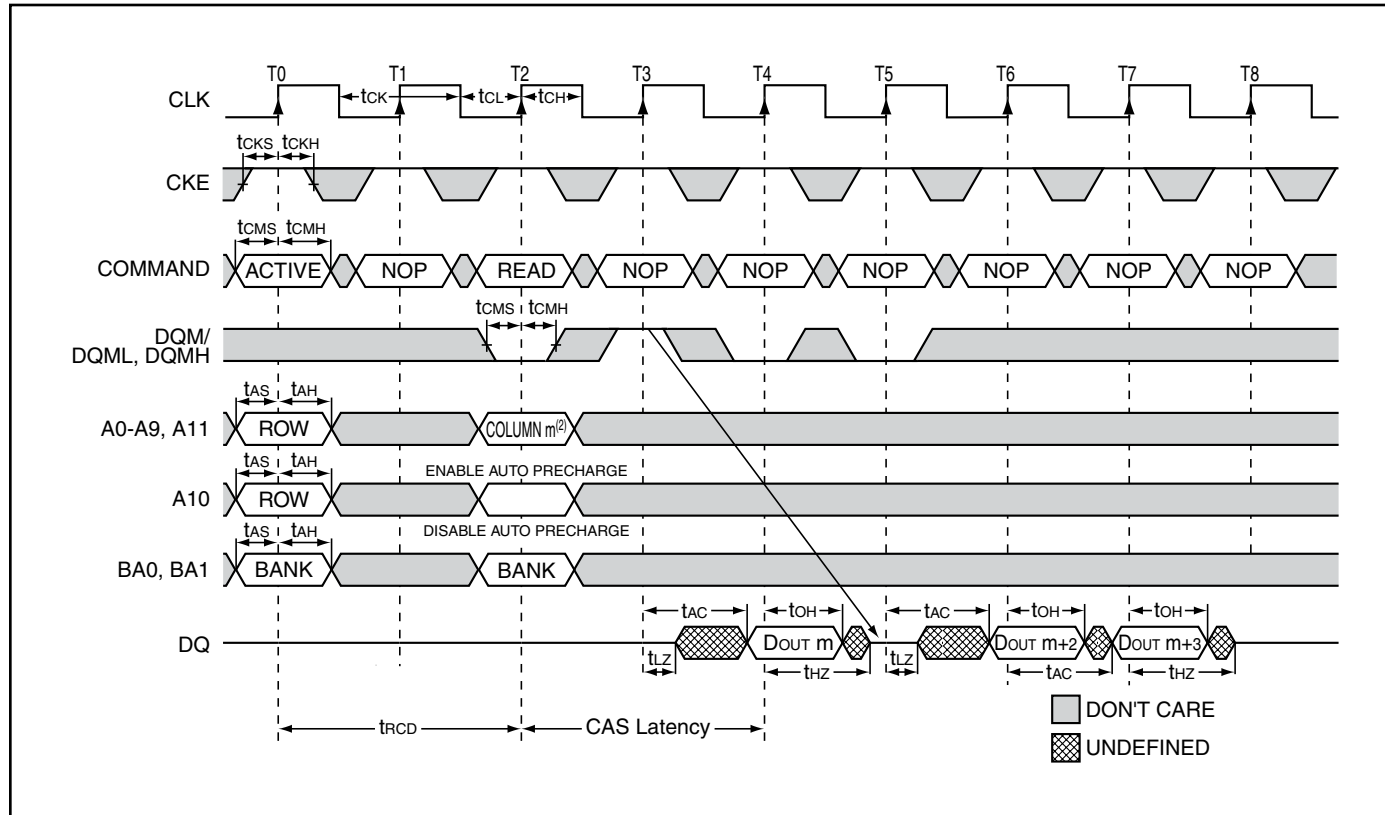 T0 T1 T2 T3 T4 T5 T6 T7 T8
CLK tCK tCL tCH
tCKS tCKH
CKE
tCMS tCMH
COMMAND ACTIVE NOP READ NOP NOP NOP NOP NOP NOP
tCMS tCMH
DQM/
DQML, DQMH
tAS tAH
A0-A9, A11 ROW COLUMN m(2)
tAS tAH ENABLE AUTO PRECHARGE
A10 ROW
tAS tAH DISABLE AUTO PRECHARGE
BA0, BA1 BANK BANK
tAC tOH tAC tOH tOH
DQ DOUT m DOUT m+2 DOUT m+3
tLZ tHZ tLZ tAC tHZ
tRCD CAS Latency
DON'T CARE
UNDEFINED